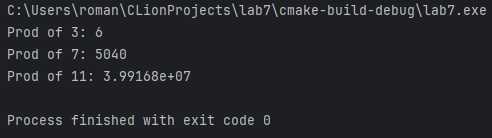 C:\Users\roman\CLionProjects\lab7\cmake-build-debug\lab7.exe
Prod of 3: 6
Prod of 7: 5040
Prod of 11: 3.99168e+07
Process finished with exit code 0